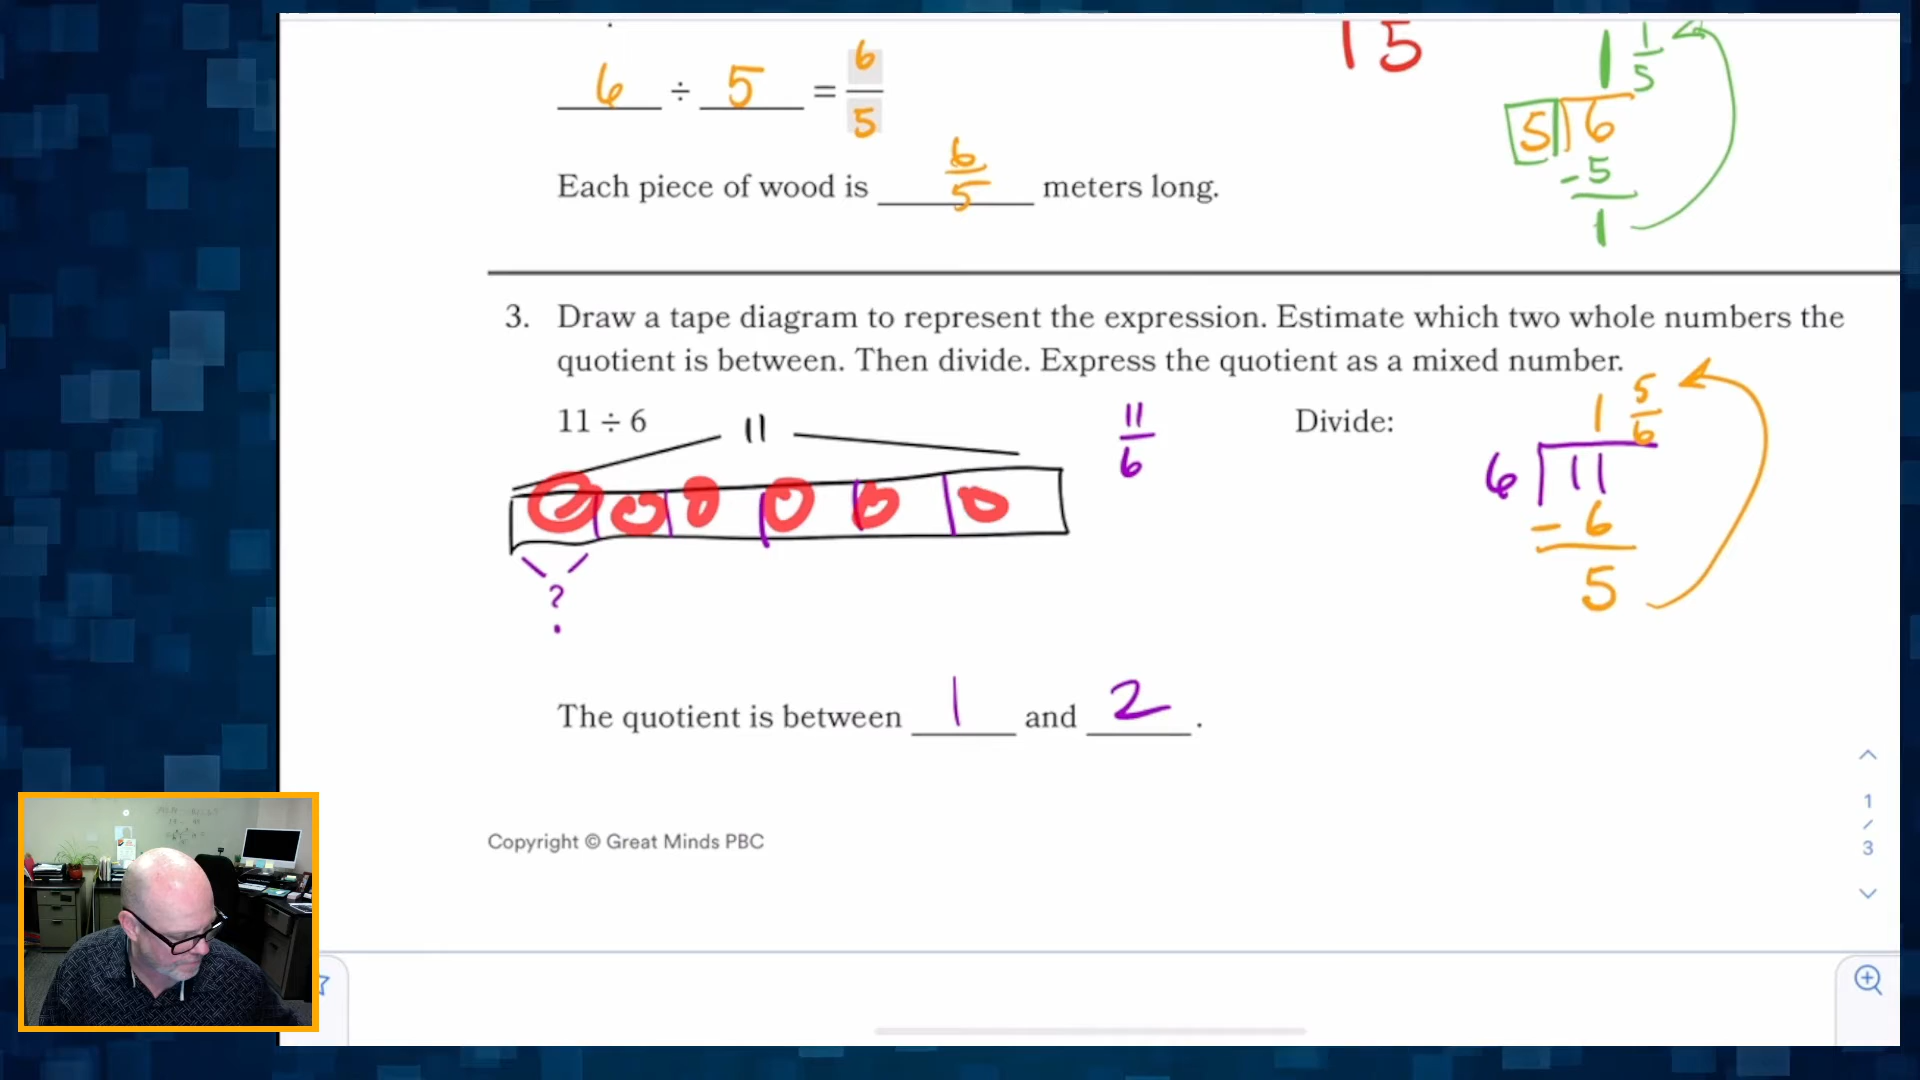 15
6 ÷ 5 = 6/5
1 1/5
5 6
-5
1
Each piece of wood is 6/5 meters long.
3. Draw a tape diagram to represent the expression. Estimate which two whole numbers the
quotient is between. Then divide. Express the quotient as a mixed number.
11 ÷ 6
11
11/6
Divide:
1 5/6
6 11
- 6
5
?
The quotient is between 1 and 2.
Copyright © Great Minds PBC
1
/
3